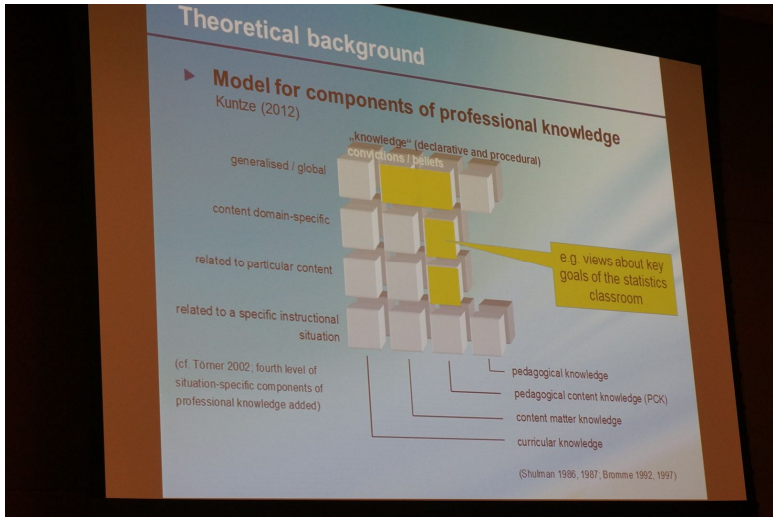 Theoretical background
Model for components of professional knowledge
Kuntze (2012)
„knowledge“ (declarative and procedural)
convictions / beliefs
generalised / global
content domain-specific
related to particular content
related to a specific instructional
situation
e.g. views about key
goals of the statistics
classroom
(cf. Törner 2002, fourth level of
situation-specific components of
professional knowledge added)
pedagogical knowledge
pedagogical content knowledge (PCK)
content matter knowledge
curricular knowledge
(Shulman 1986, 1987; Bromme 1992, 1997)